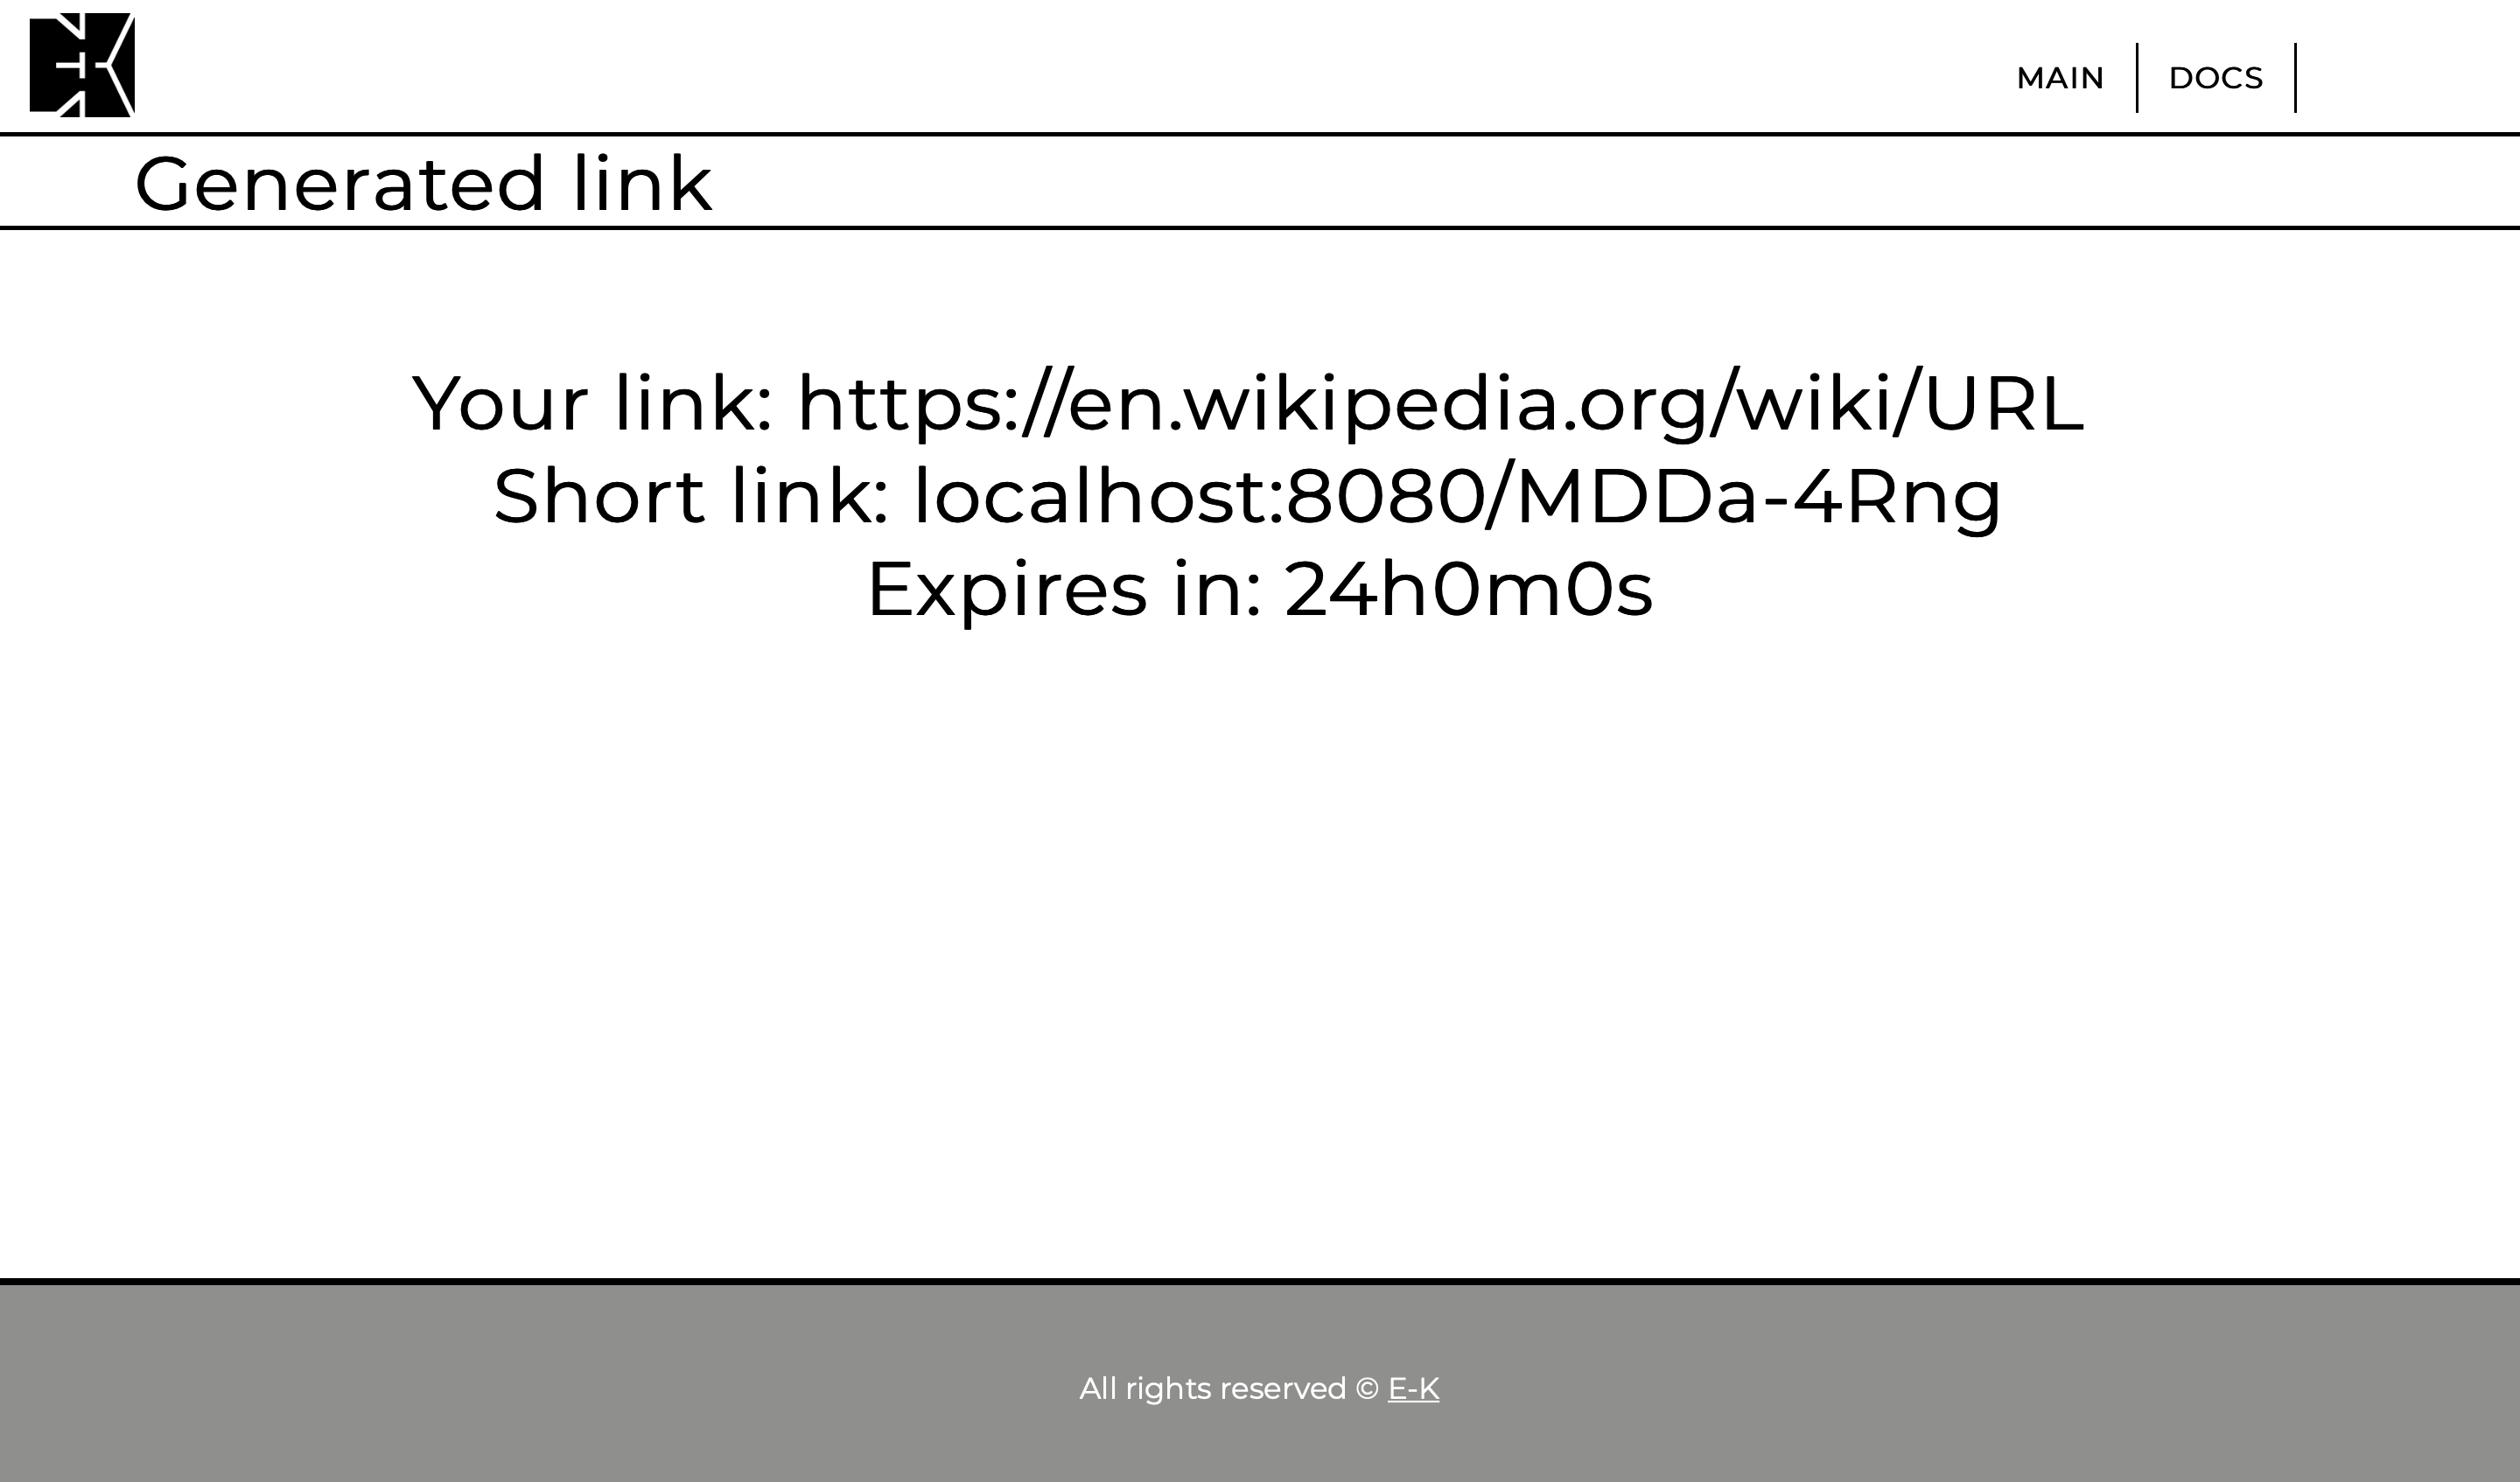 MAIN
DOCS
Generated link
Your link: https://en.wikipedia.org/wiki/URL
Short link: localhost:8080/MDDa-4Rng
Expires in: 24h0m0s
All rights reserved © E-K